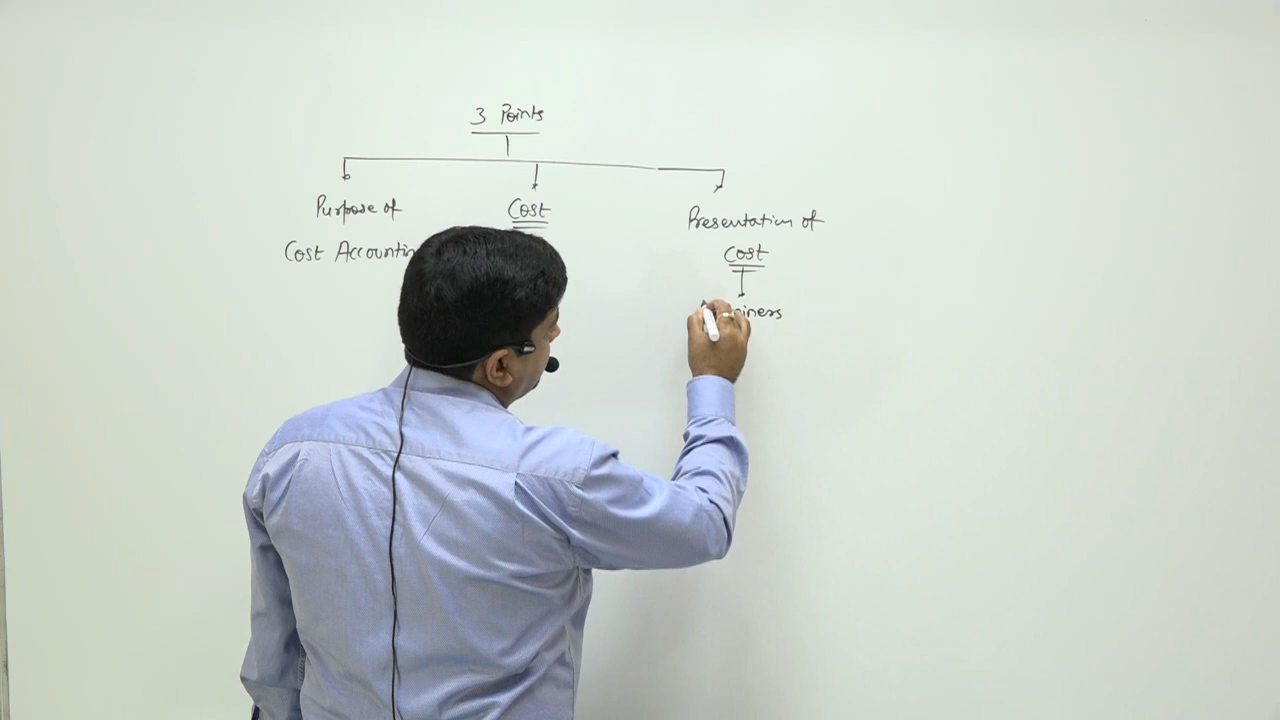 3 Points
Purpose of
Cost Accountin
Cost
Presentation of
Cost